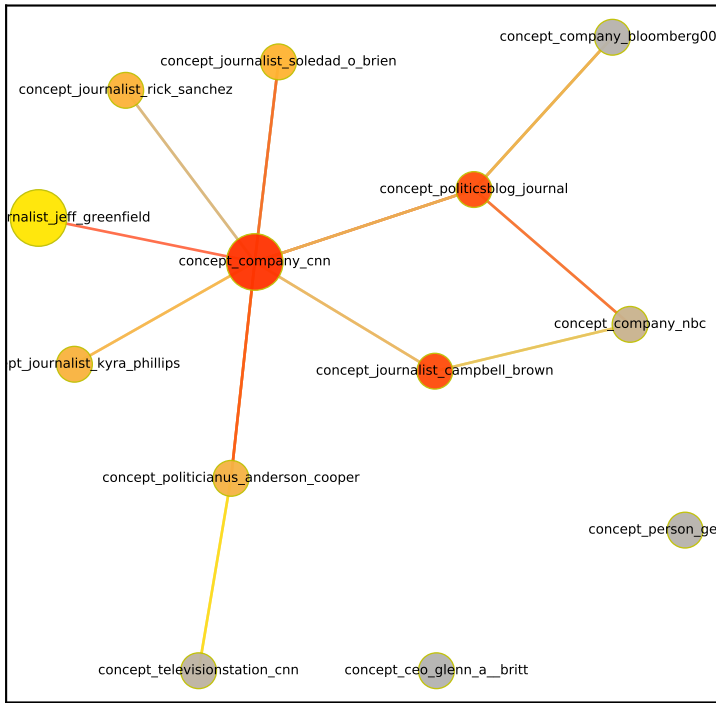 concept_company_bloomberg00
concept_journalist_soledad_o_brien
concept_journalist_rick_sanchez
concept_politicsblog_journal
rnalist_jeff_greenfield
concept_company_cnn
concept_company_nbc
pt_journalist_kyra_phillips
concept_journalist_campbell_brown
concept_politicianus_anderson_cooper
concept_person_ge
concept_televisionstation_cnn
concept_ceo_glenn_a__britt